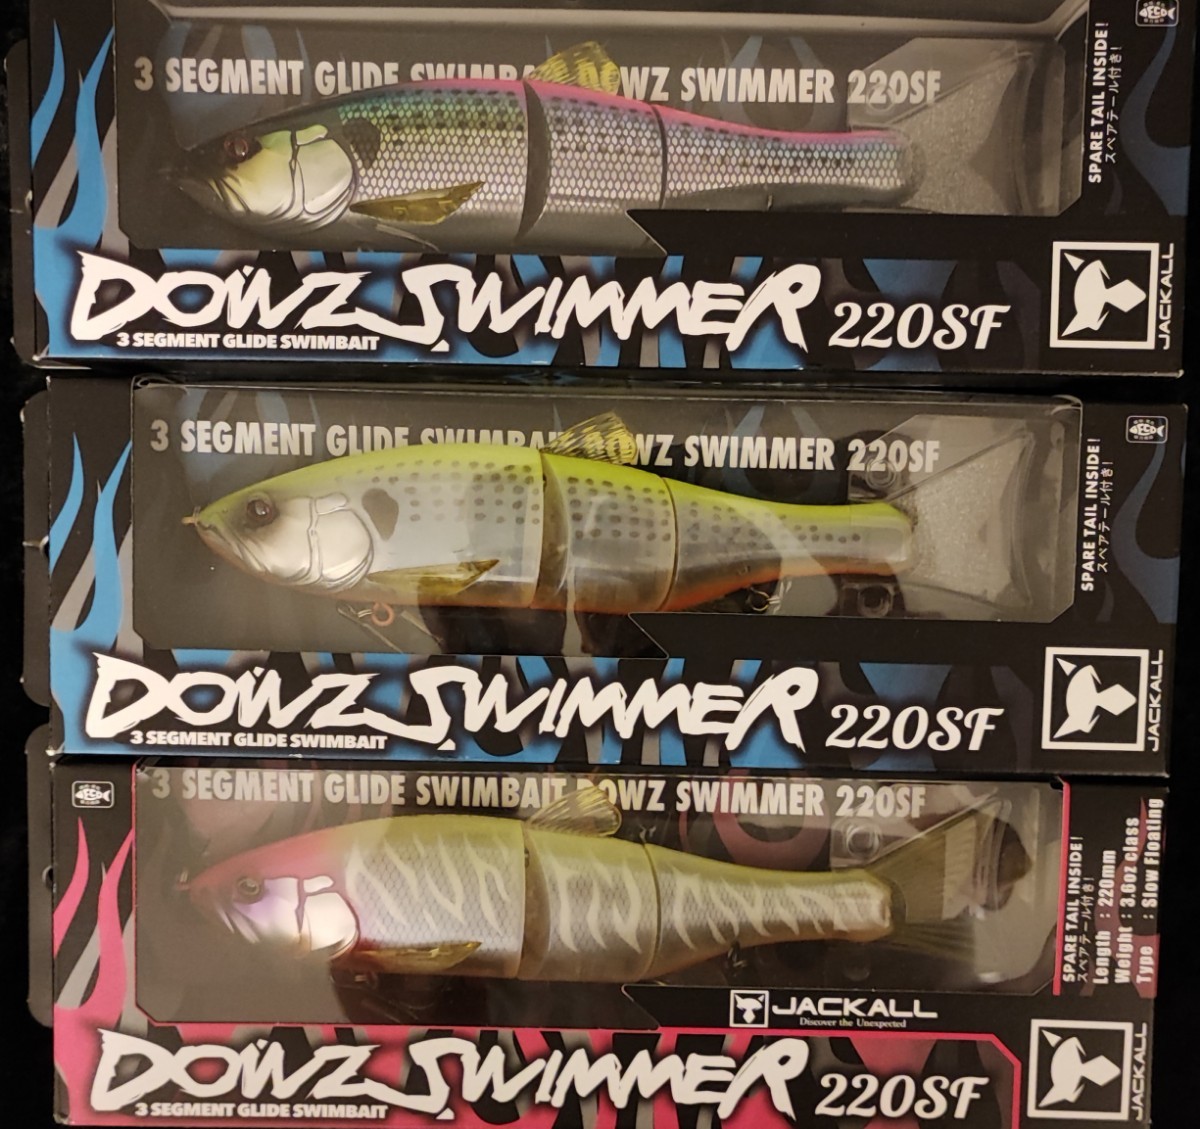 3 SEGMENT GLIDE SWIMBAIT DOWZ SWIMMER 220SF
SPARE TAIL INSIDE!
スペアテール付き!
DOWZ SWIMMER 220SF
3 SEGMENT GLIDE SWIMBAIT
JACKALL
3 SEGMENT GLIDE SWIMBAIT DOWZ SWIMMER 220SF
SPARE TAIL INSIDE!
スペアテール付き!
DOWZ SWIMMER 220SF
3 SEGMENT GLIDE SWIMBAIT
JACKALL
3 SEGMENT GLIDE SWIMBAIT DOWZ SWIMMER 220SF
SPARE TAIL INSIDE!
スペアテール付き!
Length : 220mm
Weight : 3.6oz class
Type : Slow Floating
JACKALL
Discover the Unexpected
DOWZ SWIMMER 220SF
3 SEGMENT GLIDE SWIMBAIT
JACKALL